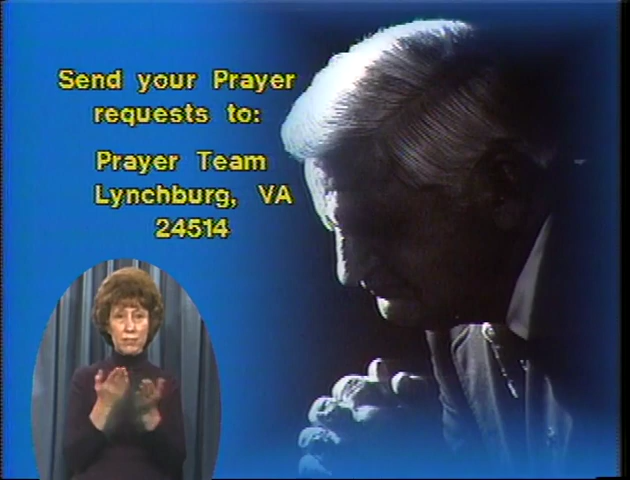 Send your Prayer
requests to:
Prayer Team
Lynchburg, VA
24514